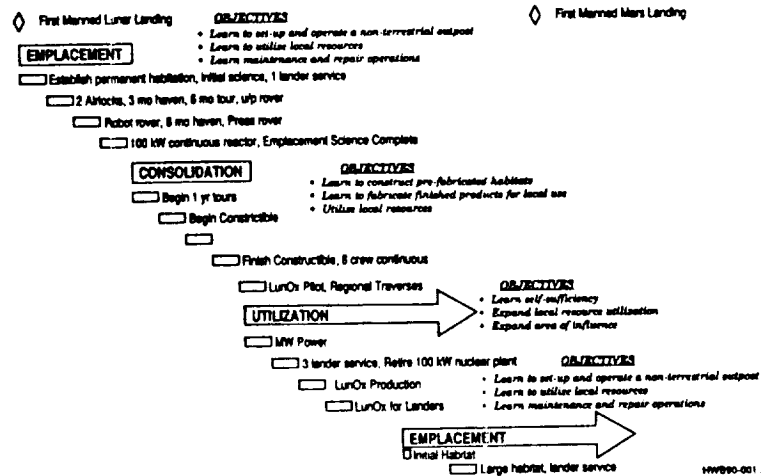 First Manned Lunar Landing
OBJECTIVES
• Learn to set-up and operate a non-terrestrial outpost
• Learn to utilize local resources
• Learn maintenance and repair operations
First Manned Mars Landing
EMPLACEMENT
Establish permanent habitation, initial science, 1 lander service
2 Airlocks, 3 mo haven, 6 mo tour, u/p rover
Robot rover, 6 mo haven, Press rover
100 kW continuous reactor, Emplacement Science Complete
CONSOLIDATION
OBJECTIVES
• Learn to construct pre-fabricated habitats
• Learn to fabricate finished products for local use
• Utilize local resources
Begin 1 yr tours
Begin Constrictible
Finish Constructible, 6 crew continuous
LunOx Pilot, Regional Traverses
UTILIZATION
OBJECTIVES
• Learn self-sufficiency
• Expand local resource utilization
• Expand area of influence
MW Power
3 lander service, Retire 100 kW nuclear plant
LunOx Production
LunOx for Landers
OBJECTIVES
• Learn to set-up and operate a non-terrestrial outpost
• Learn to utilize local resources
• Learn maintenance and repair operations
EMPLACEMENT
Initial Habitat
Large habitat, lander service
HWB90-001